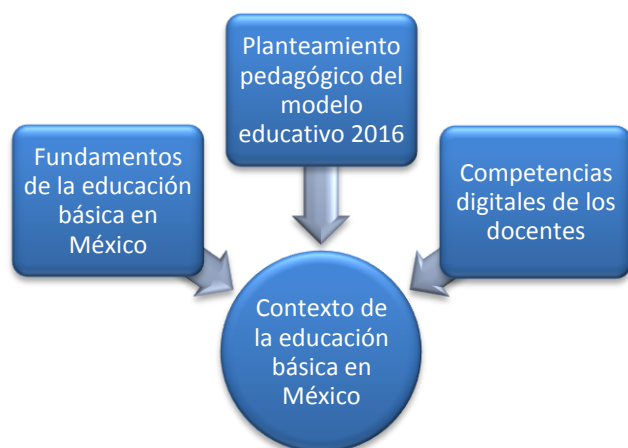 Planteamiento
pedagógico del
modelo
educativo 2016
Fundamentos
de la educación
básica en
México
Competencias
digitales de los
docentes
Contexto de
la educación
básica en
México